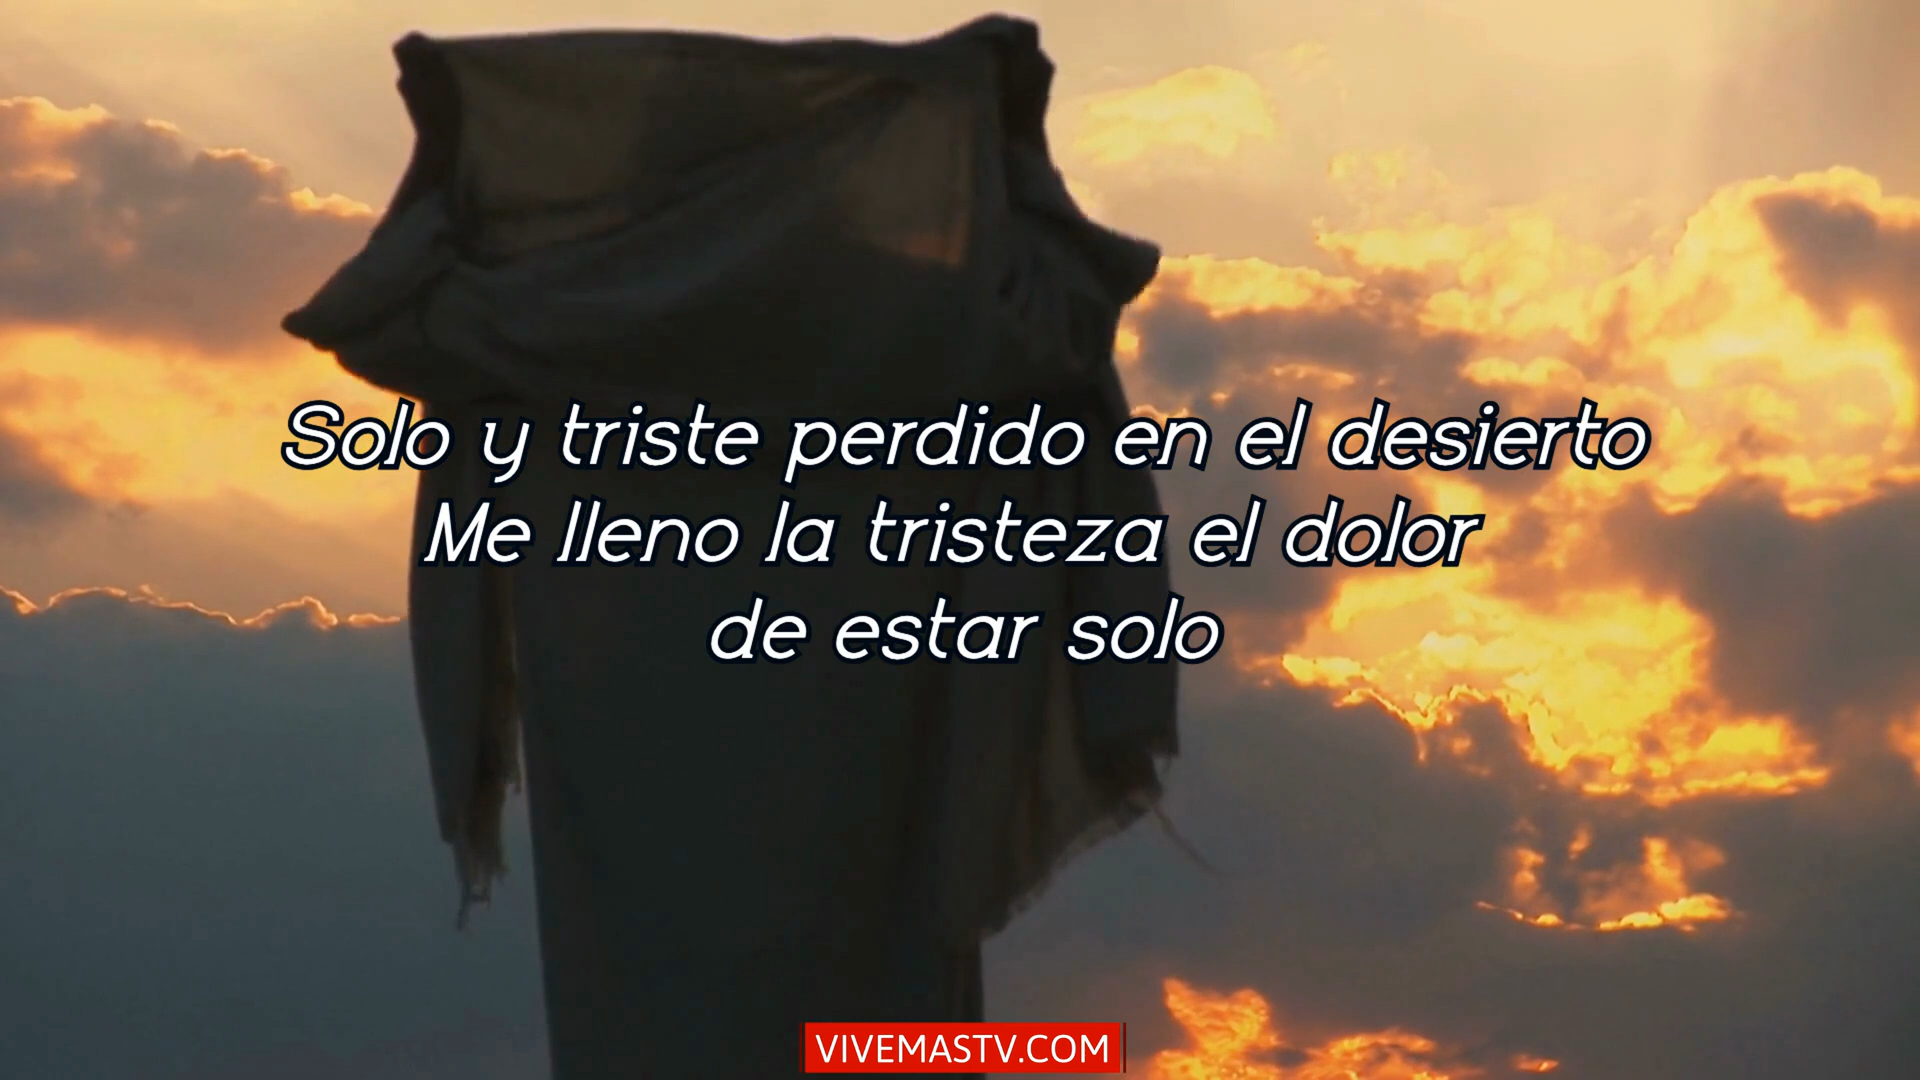 Solo y triste perdido en el desierto
Me lleno la tristeza el dolor
de estar solo
VIVEMASTV.COM